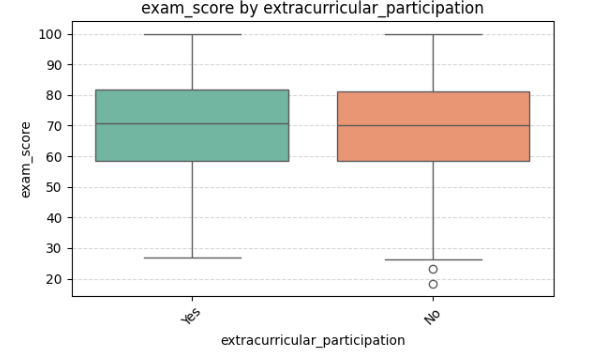 exam_score by extracurricular_participation
100
90
80
70
60
50
40
30
20
exam_score
Yes
No
extracurricular_participation